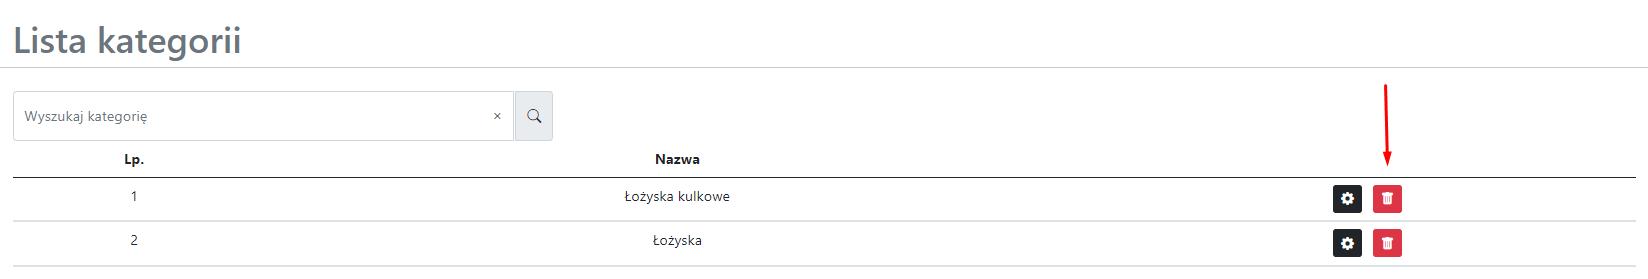 Lista kategorii
Wyszukaj kategorię ×
Lp. Nazwa
1 Łożyska kulkowe
2 Łożyska